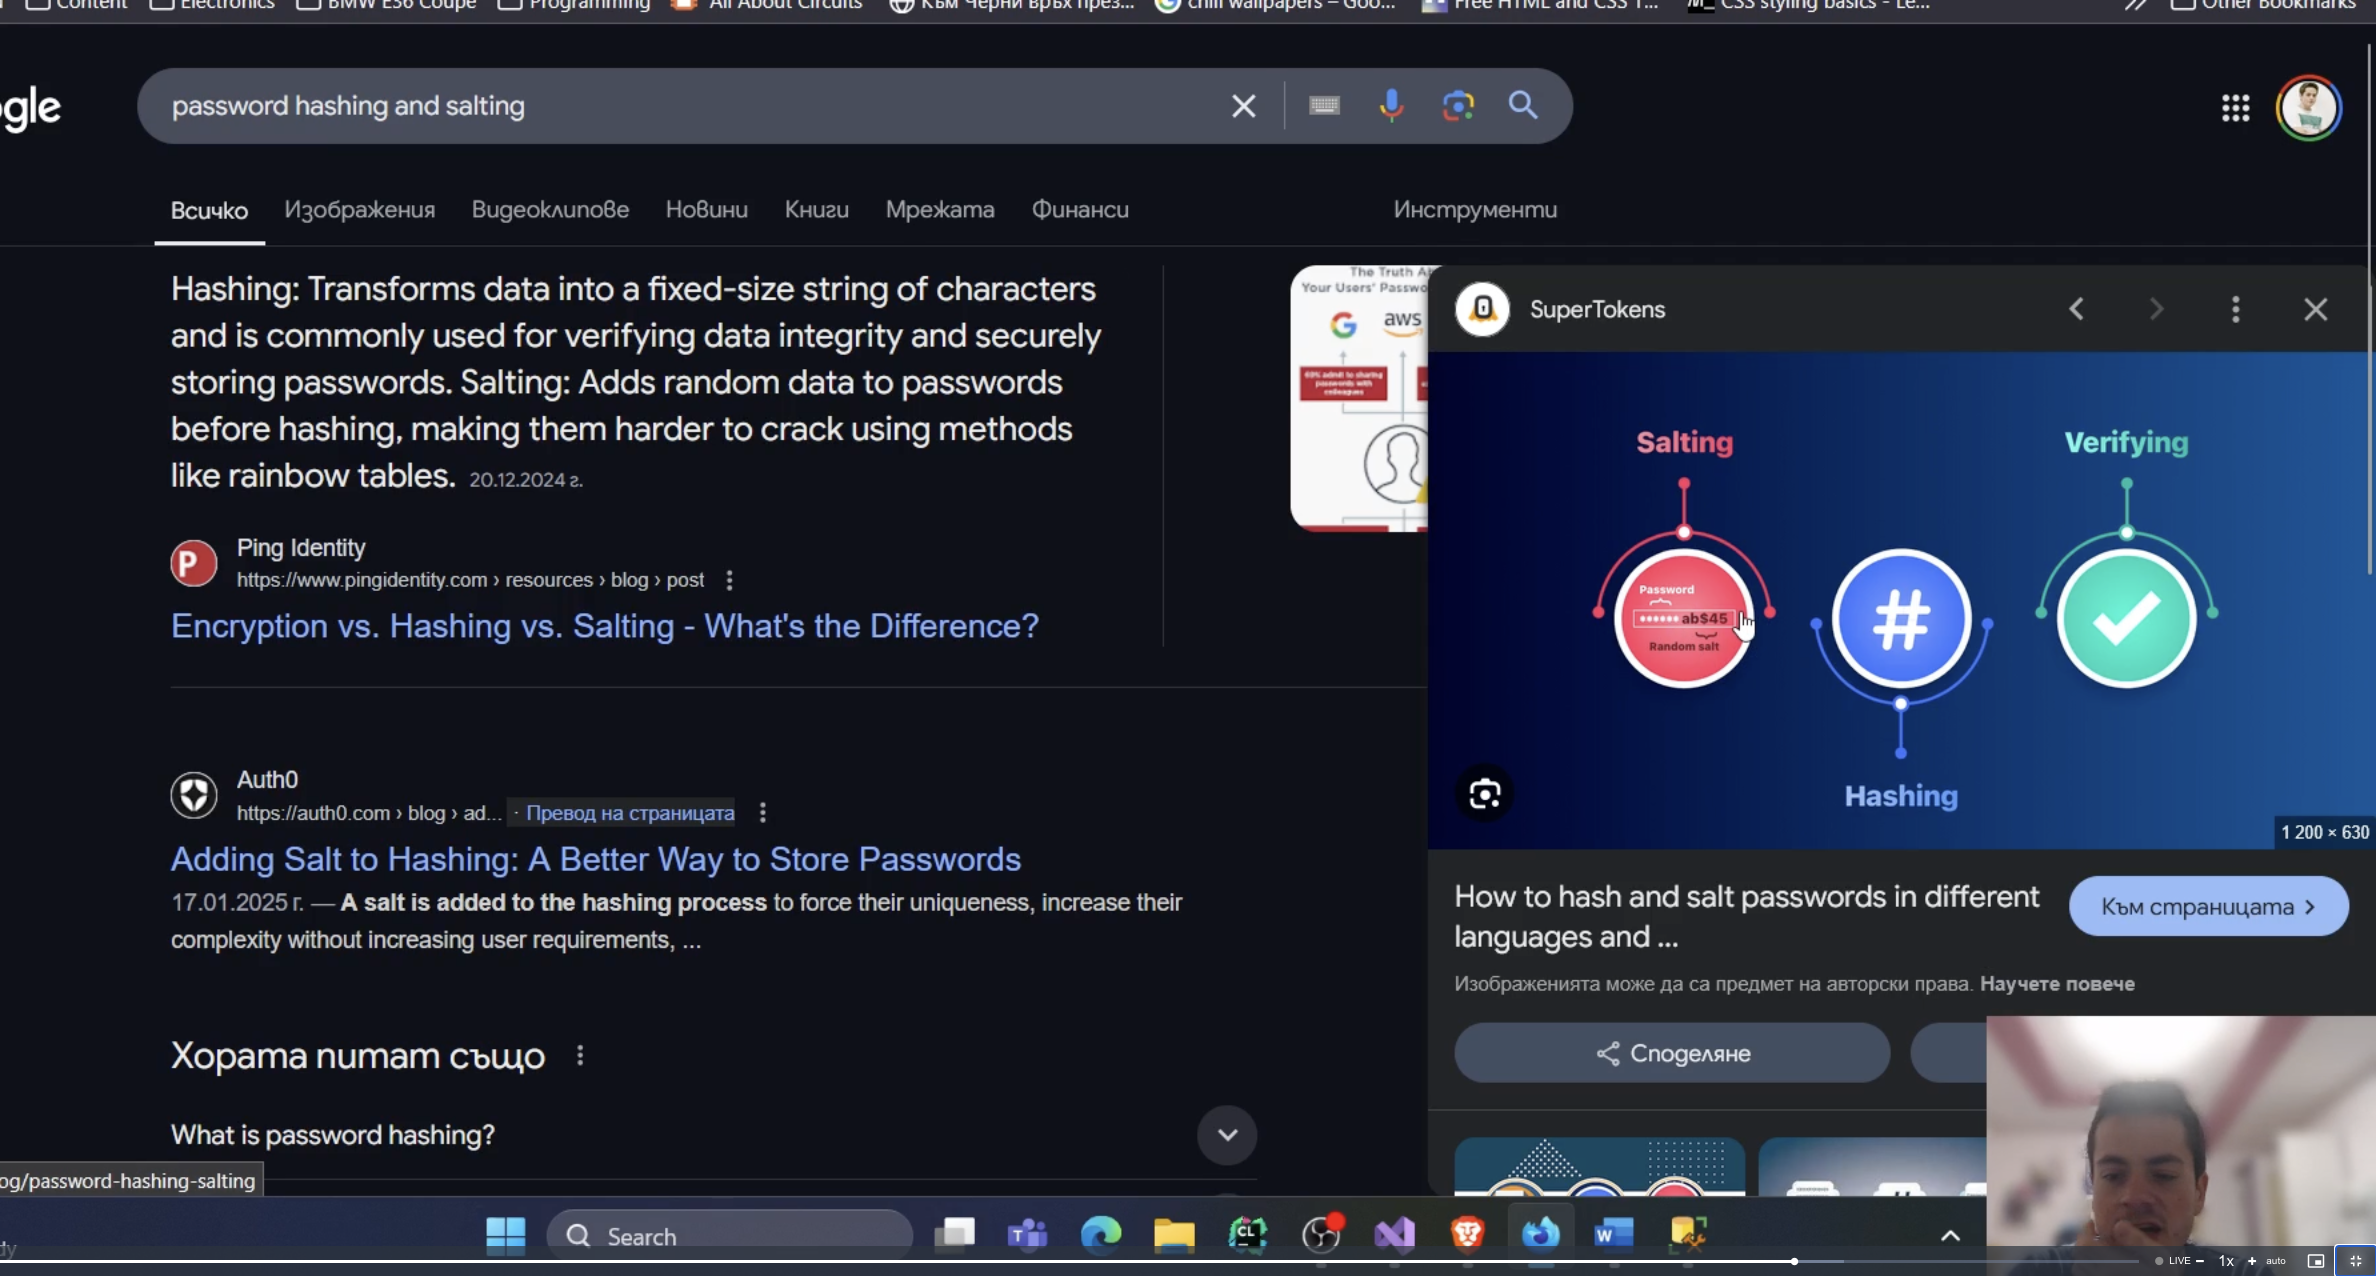 Content
Electronics
BMW E36 Coupe
Programming
All About Circuits
Към Черни връх през...
chill wallpapers – Goo...
Free HTML and CSS T...
CSS styling basics - Le...
Other Bookmarks
ogle
password hashing and salting
Всичко
Изображения
Видеоклипове
Новини
Книги
Мрежата
Финанси
Инструменти
Hashing: Transforms data into a fixed-size string of characters
and is commonly used for verifying data integrity and securely
storing passwords. Salting: Adds random data to passwords
before hashing, making them harder to crack using methods
like rainbow tables. 20.12.2024 г.
Ping Identity
https://www.pingidentity.com › resources › blog › post
Encryption vs. Hashing vs. Salting - What's the Difference?
Auth0
https://auth0.com › blog › ad... · Превод на страницата
Adding Salt to Hashing: A Better Way to Store Passwords
17.01.2025 г. — A salt is added to the hashing process to force their uniqueness, increase their
complexity without increasing user requirements, ...
Хората питат също
What is password hashing?
og/password-hashing-salting
The Truth Ab
Your Users' Passwo
aws
60% admit to sharing
passwords with
colleagues
SuperTokens
Salting
Verifying
Password
•••••• ab$45
Random salt
#
Hashing
1 200 × 630
How to hash and salt passwords in different
languages and ...
Към страницата ›
Изображенията може да са предмет на авторски права. Научете повече
Споделяне
Search
LIVE
1x
auto